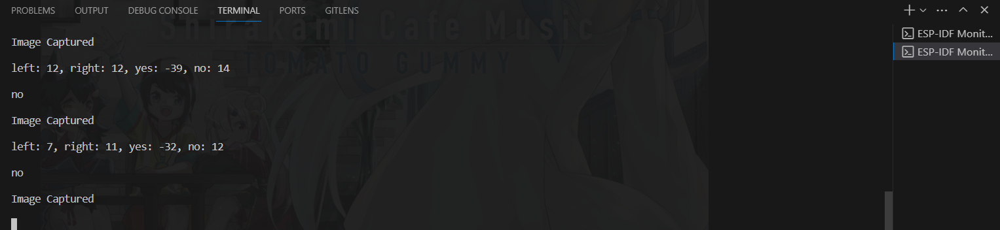 PROBLEMS OUTPUT DEBUG CONSOLE TERMINAL PORTS GITLENS
Shirakami Cafe Music
TOMATO GUMMY
Image Captured
left: 12, right: 12, yes: -39, no: 14
no
Image Captured
left: 7, right: 11, yes: -32, no: 12
no
Image Captured
ESP-IDF Monit...
ESP-IDF Monit...